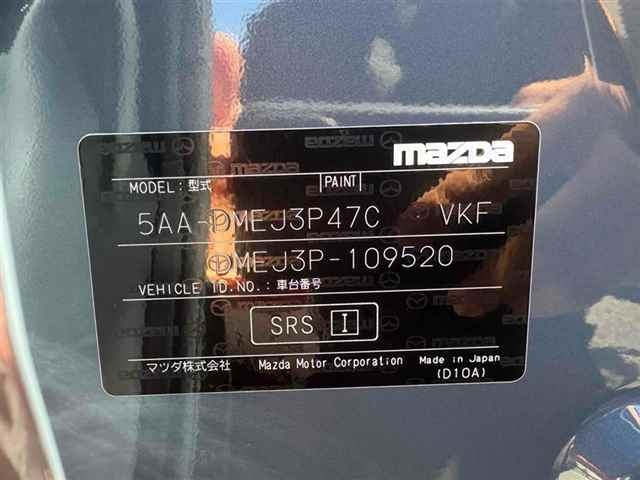 mazda
MODEL:型式 PAINT
5AA-DMEJ3P47C VKF
DMEJ3P-109520
VEHICLE ID.NO.:車台番号
SRS I
マツダ株式会社 Mazda Motor Corporation Made in Japan
(D10A)